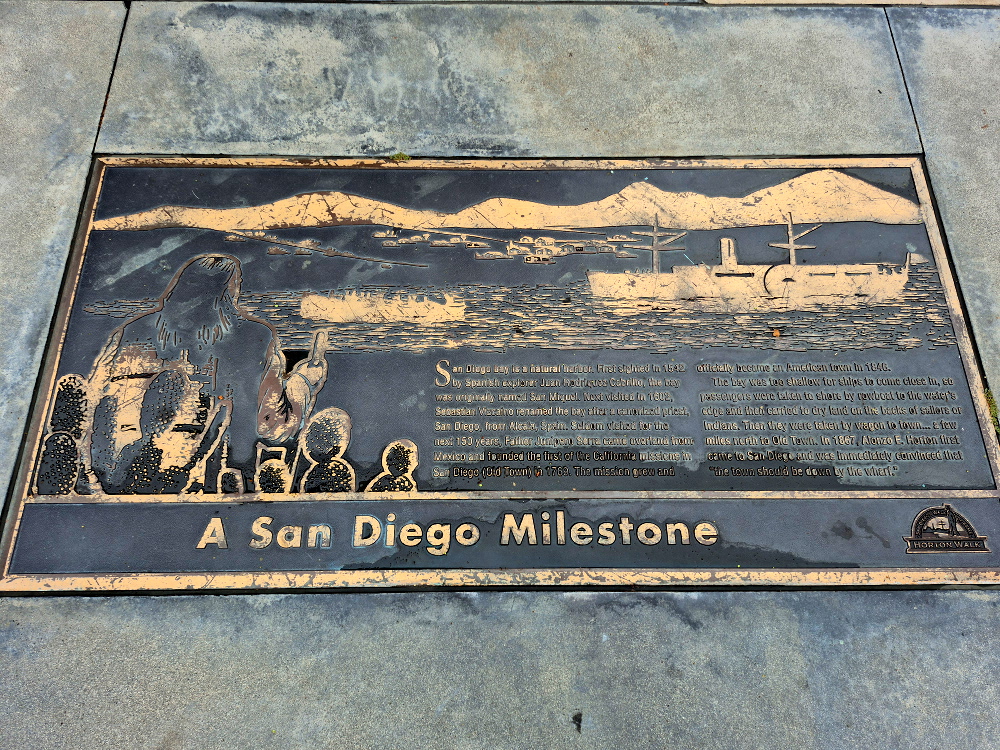 San Diego Bay is a natural harbor. First sighted in 1542
by Spanish explorer Juan Rodriguez Cabrillo, the bay
was originally named San Miguel. Next visited in 1602,
Sebastian Vizcaino renamed the bay after a canonized priest,
San Diego, from Alcala, Spain. Seldom visited for the
next 150 years, Father Junipero Serra came overland from
Mexico and founded the first of the California missions in
San Diego (Old Town) in 1769. The mission grew and
officially became an American town in 1846.
The bay was too shallow for ships to come close in, so
passengers were taken to shore by rowboat to the water's
edge and then carried to dry land on the backs of sailors or
Indians. Then they were taken by wagon to town... a few
miles north to Old Town. In 1867, Alonzo E. Horton first
came to San Diego and was immediately convinced that
"the town should be down by the wharf."
A San Diego Milestone
HORTON WALK